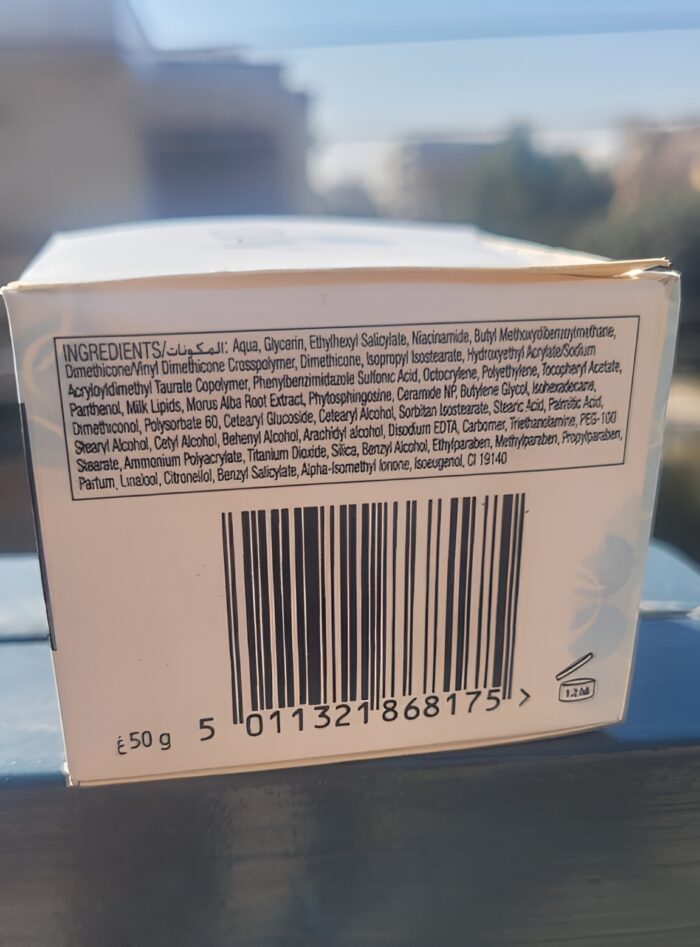 INGREDIENTS/المكونات: Aqua, Glycerin, Ethylhexyl Salicylate, Niacinamide, Butyl Methoxydibenzoylmethane,
Dimethicone/Vinyl Dimethicone Crosspolymer, Dimethicone, Isopropyl Isostearate, Hydroxyethyl Acrylate/Sodium
Acryloyldimethyl Taurate Copolymer, Phenylbenzimidazole Sulfonic Acid, Octocrylene, Polyethylene, Tocopheryl Acetate,
Panthenol, Milk Lipids, Morus Alba Root Extract, Phytosphingosine, Ceramide NP, Butylene Glycol, Isohexadecane,
Dimethiconol, Polysorbate 60, Cetearyl Glucoside, Cetearyl Alcohol, Sorbitan Isostearate, Stearic Acid, Palmitic Acid,
Stearyl Alcohol, Cetyl Alcohol, Behenyl Alcohol, Arachidyl alcohol, Disodium EDTA, Carbomer, Triethanolamine, PEG-100
Stearate, Ammonium Polyacrylate, Titanium Dioxide, Silica, Benzyl Alcohol, Ethylparaben, Methylparaben, Propylparaben,
Parfum, Linalool, Citronellol, Benzyl Salicylate, Alpha-Isomethyl Ionone, Isoeugenol, CI 19140
12M
غ 50 g
5 011321 868175 >